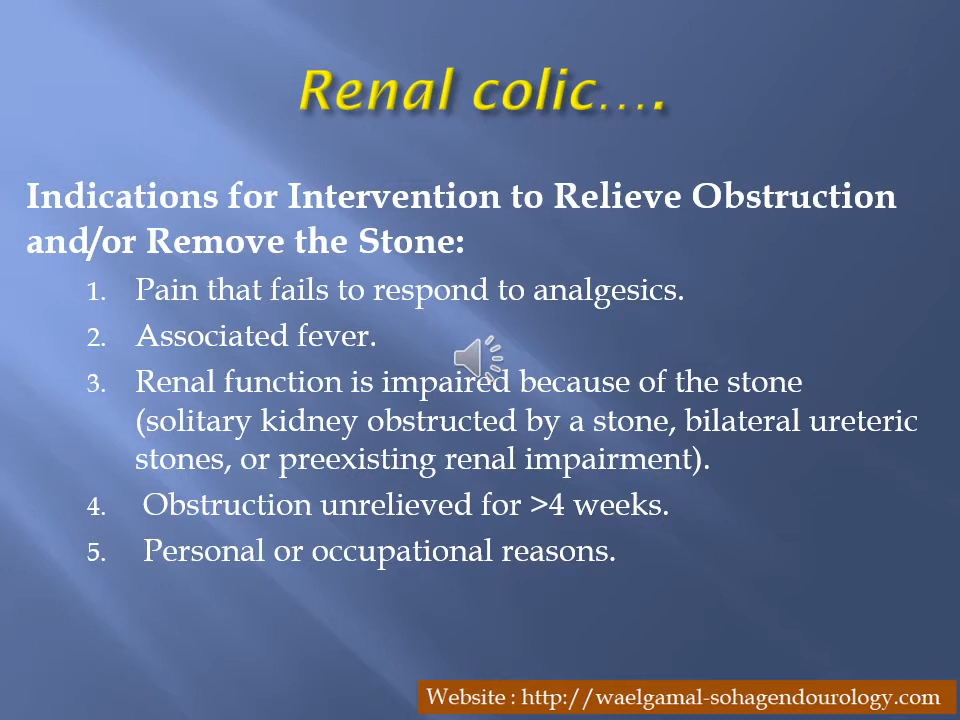 Renal colic….
Indications for Intervention to Relieve Obstruction
and/or Remove the Stone:
1. Pain that fails to respond to analgesics.
2. Associated fever.
3. Renal function is impaired because of the stone
(solitary kidney obstructed by a stone, bilateral ureteric
stones, or preexisting renal impairment).
4. Obstruction unrelieved for >4 weeks.
5. Personal or occupational reasons.
Website : http://waelgamal-sohagendourology.com